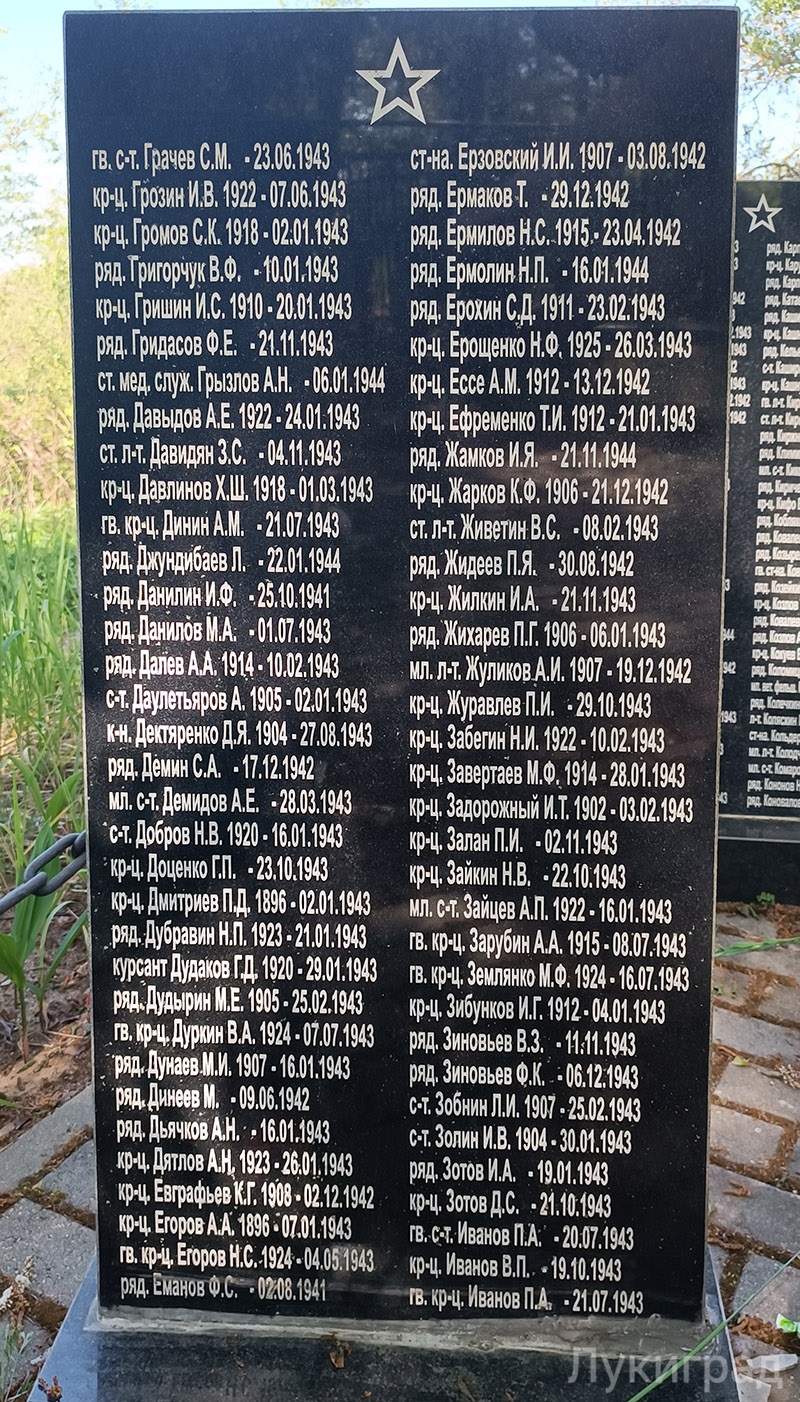 гв. с-т. Грачев С.М. - 23.06.1943
кр-ц. Грозин И.В. 1922 - 07.06.1943
кр-ц. Громов С.К. 1918 - 02.01.1943
ряд. Григорчук В.Ф. - 10.01.1943
кр-ц. Гришин И.С. 1910 - 20.01.1943
ряд. Гридасов Ф.Е. - 21.11.1943
ст. мед. служ. Грызлов А.Н. - 06.01.1944
ряд. Давыдов А.Е. 1922 - 24.01.1943
ст. л-т. Давидян З.С. - 04.11.1943
кр-ц. Давлинов Х.Ш. 1918 - 01.03.1943
гв. кр-ц. Динин А.М. - 21.07.1943
ряд. Джундибаев Л. - 22.01.1944
ряд. Данилин И.Ф. - 25.10.1941
ряд. Данилов М.А. - 01.07.1943
ряд. Далев А.А. 1914 - 10.02.1943
с-т. Даулетьяров А. 1905 - 02.01.1943
к-н. Дектяренко Д.Я. 1904 - 27.08.1943
ряд. Демин С.А. - 17.12.1942
мл. с-т. Демидов А.Е. - 28.03.1943
с-т. Добров Н.В. 1920 - 16.01.1943
кр-ц. Доценко Г.П. - 23.10.1943
кр-ц. Дмитриев П.Д. 1896 - 02.01.1943
ряд. Дубравин Н.П. 1923 - 21.01.1943
курсант Дудаков Г.Д. 1920 - 29.01.1943
ряд. Дудырин М.Е. 1905 - 25.02.1943
гв. кр-ц. Дуркин В.А. 1924 - 07.07.1943
ряд. Дунаев М.И. 1907 - 16.01.1943
ряд. Динеев М. - 09.06.1942
ряд. Дьячков А.Н. - 16.01.1943
кр-ц. Дятлов А.Н. 1923 - 26.01.1943
кр-ц. Евграфьев К.Г. 1908 - 02.12.1942
кр-ц. Егоров А.А. 1896 - 07.01.1943
гв. кр-ц. Егоров Н.С. 1924 - 04.05.1943
ряд. Еманов Ф.С. - 02.08.1941
ст-на. Ерзовский И.И. 1907 - 03.08.1942
ряд. Ермаков Т. - 29.12.1942
ряд. Ермилов Н.С. 1915 - 23.04.1942
ряд. Ермолин Н.П. - 16.01.1944
ряд. Ерохин С.Д. 1911 - 23.02.1943
кр-ц. Ерощенко Н.Ф. 1925 - 26.03.1943
кр-ц. Ессе А.М. 1912 - 13.12.1942
кр-ц. Ефременко Т.И. 1912 - 21.01.1943
ряд. Жамков И.Я. - 21.11.1944
кр-ц. Жарков К.Ф. 1906 - 21.12.1942
ст. л-т. Живетин В.С. - 08.02.1943
ряд. Жидеев П.Я. - 30.08.1942
кр-ц. Жилкин И.А. - 21.11.1943
ряд. Жихарев П.Г. 1906 - 06.01.1943
мл. л-т. Жуликов А.И. 1907 - 19.12.1942
кр-ц. Журавлев П.И. - 29.10.1943
кр-ц. Забегин Н.И. 1922 - 10.02.1943
кр-ц. Завертаев М.Ф. 1914 - 28.01.1943
кр-ц. Задорожный И.Т. 1902 - 03.02.1943
кр-ц. Залан П.И. - 02.11.1943
кр-ц. Зайкин Н.В. - 22.10.1943
мл. с-т. Зайцев А.П. 1922 - 16.01.1943
гв. кр-ц. Зарубин А.А. 1915 - 08.07.1943
гв. кр-ц. Землянко М.Ф. 1924 - 16.07.1943
кр-ц. Зибунков И.Г. 1912 - 04.01.1943
ряд. Зиновьев В.З. - 11.11.1943
ряд. Зиновьев Ф.К. - 06.12.1943
с-т. Зобнин Л.И. 1907 - 25.02.1943
с-т. Золин И.В. 1904 - 30.01.1943
ряд. Зотов И.А. - 19.01.1943
кр-ц. Зотов Д.С. - 21.10.1943
гв. с-т. Иванов П.А. - 20.07.1943
кр-ц. Иванов В.П. - 19.10.1943
гв. кр-ц. Иванов П.А. - 21.07.1943
Лукиград